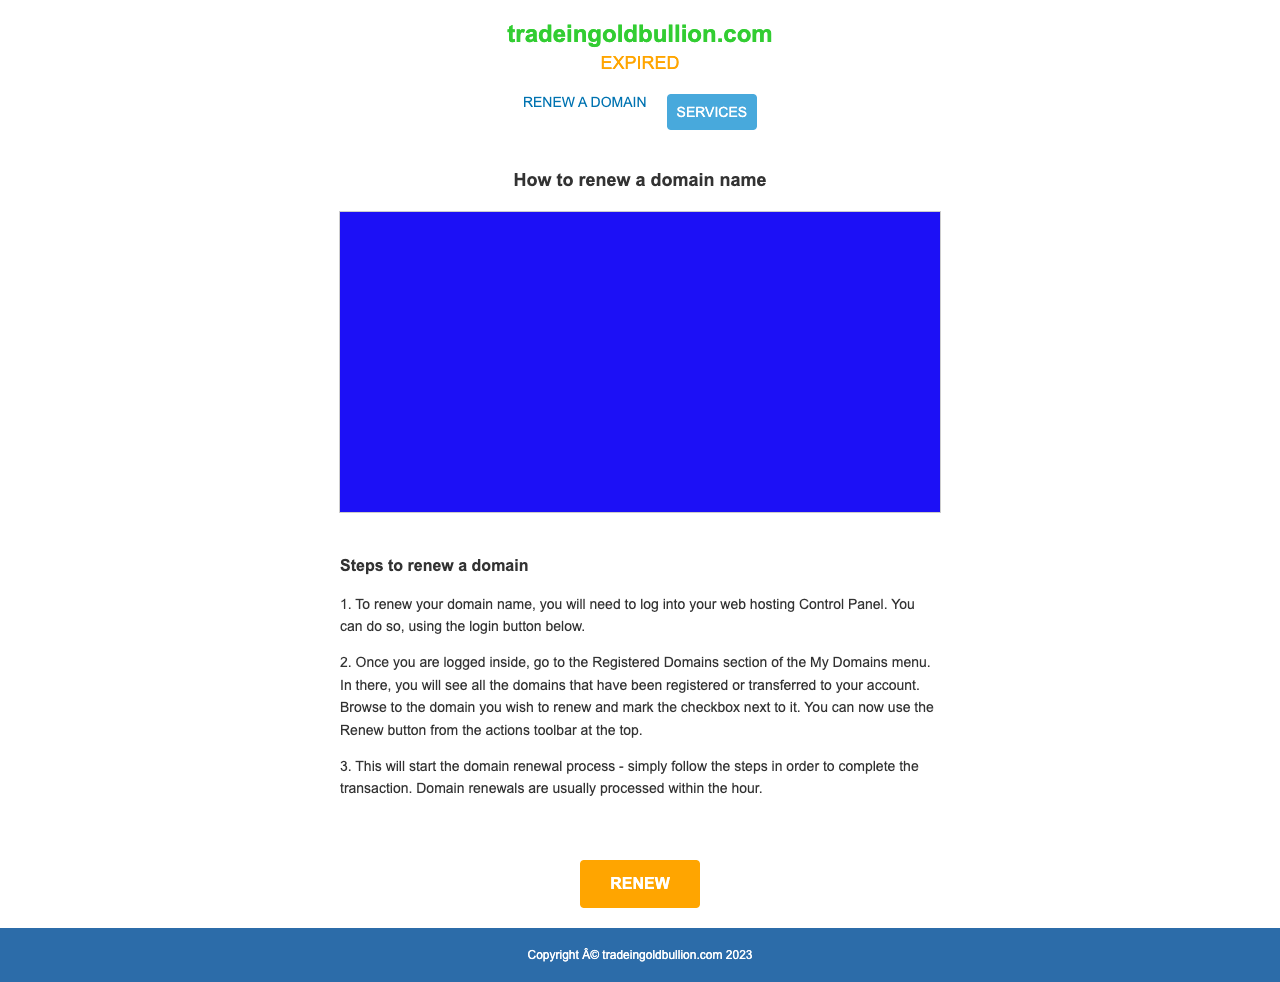 tradeingoldbullion.com
EXPIRED
RENEW A DOMAIN
SERVICES
How to renew a domain name
Steps to renew a domain
1. To renew your domain name, you will need to log into your web hosting Control Panel. You
can do so, using the login button below.
2. Once you are logged inside, go to the Registered Domains section of the My Domains menu.
In there, you will see all the domains that have been registered or transferred to your account.
Browse to the domain you wish to renew and mark the checkbox next to it. You can now use the
Renew button from the actions toolbar at the top.
3. This will start the domain renewal process - simply follow the steps in order to complete the
transaction. Domain renewals are usually processed within the hour.
RENEW
Copyright Â© tradeingoldbullion.com 2023